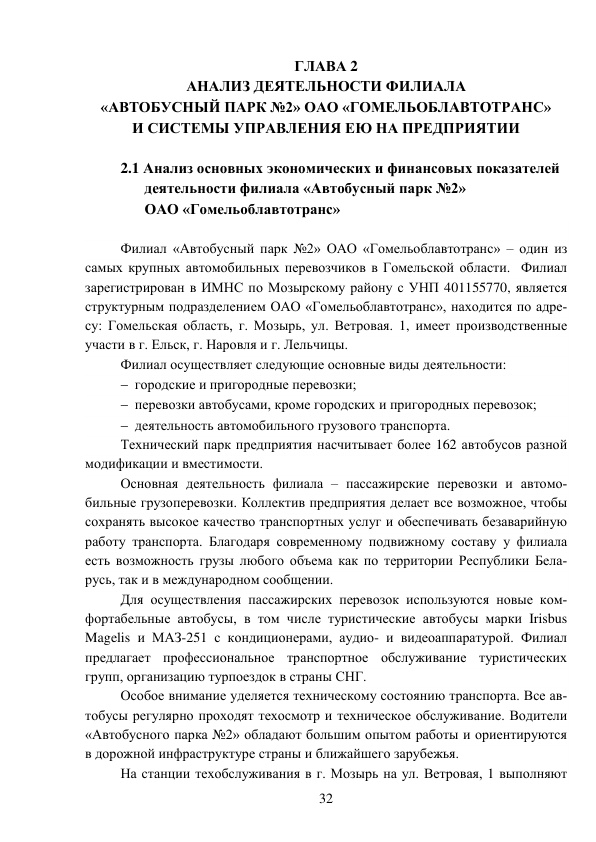 ГЛАВА 2
АНАЛИЗ ДЕЯТЕЛЬНОСТИ ФИЛИАЛА
«АВТОБУСНЫЙ ПАРК №2» ОАО «ГОМЕЛЬОБЛАВТОТРАНС»
И СИСТЕМЫ УПРАВЛЕНИЯ ЕЮ НА ПРЕДПРИЯТИИ
2.1 Анализ основных экономических и финансовых показателей
деятельности филиала «Автобусный парк №2»
ОАО «Гомельоблавтотранс»
Филиал «Автобусный парк №2» ОАО «Гомельоблавтотранс» – один из
самых крупных автомобильных перевозчиков в Гомельской области. Филиал
зарегистрирован в ИМНС по Мозырскому району с УНП 401155770, является
структурным подразделением ОАО «Гомельоблавтотранс», находится по адре-
су: Гомельская область, г. Мозырь, ул. Ветровая. 1, имеет производственные
участи в г. Ельск, г. Наровля и г. Лельчицы.
Филиал осуществляет следующие основные виды деятельности:
– городские и пригородные перевозки;
– перевозки автобусами, кроме городских и пригородных перевозок;
– деятельность автомобильного грузового транспорта.
Технический парк предприятия насчитывает более 162 автобусов разной
модификации и вместимости.
Основная деятельность филиала – пассажирские перевозки и автомо-
бильные грузоперевозки. Коллектив предприятия делает все возможное, чтобы
сохранять высокое качество транспортных услуг и обеспечивать безаварийную
работу транспорта. Благодаря современному подвижному составу у филиала
есть возможность грузы любого объема как по территории Республики Бела-
русь, так и в международном сообщении.
Для осуществления пассажирских перевозок используются новые ком-
фортабельные автобусы, в том числе туристические автобусы марки Irisbus
Magelis и МАЗ-251 с кондиционерами, аудио- и видеоаппаратурой. Филиал
предлагает профессиональное транспортное обслуживание туристических
групп, организацию турпоездок в страны СНГ.
Особое внимание уделяется техническому состоянию транспорта. Все ав-
тобусы регулярно проходят техосмотр и техническое обслуживание. Водители
«Автобусного парка №2» обладают большим опытом работы и ориентируются
в дорожной инфраструктуре страны и ближайшего зарубежья.
На станции техобслуживания в г. Мозырь на ул. Ветровая, 1 выполняют
32